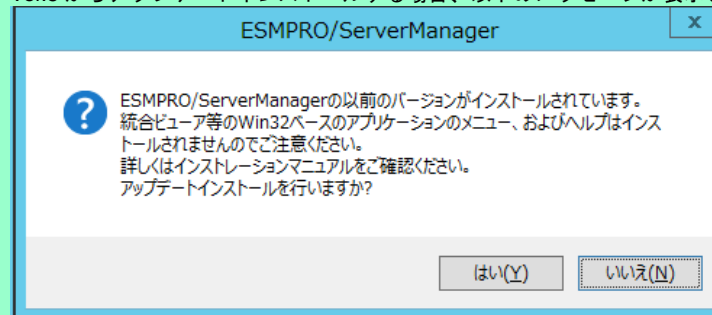 ESMPRO/ServerManager
x
ESMPRO/ServerManagerの以前のバージョンがインストールされています。
統合ビューア等のWin32ベースのアプリケーションのメニュー、およびヘルプはインス
トールされませんのでご注意ください。
詳しくはインストレーションマニュアルをご確認ください。
アップデートインストールを行いますか?
はい(Y)
いいえ(N)